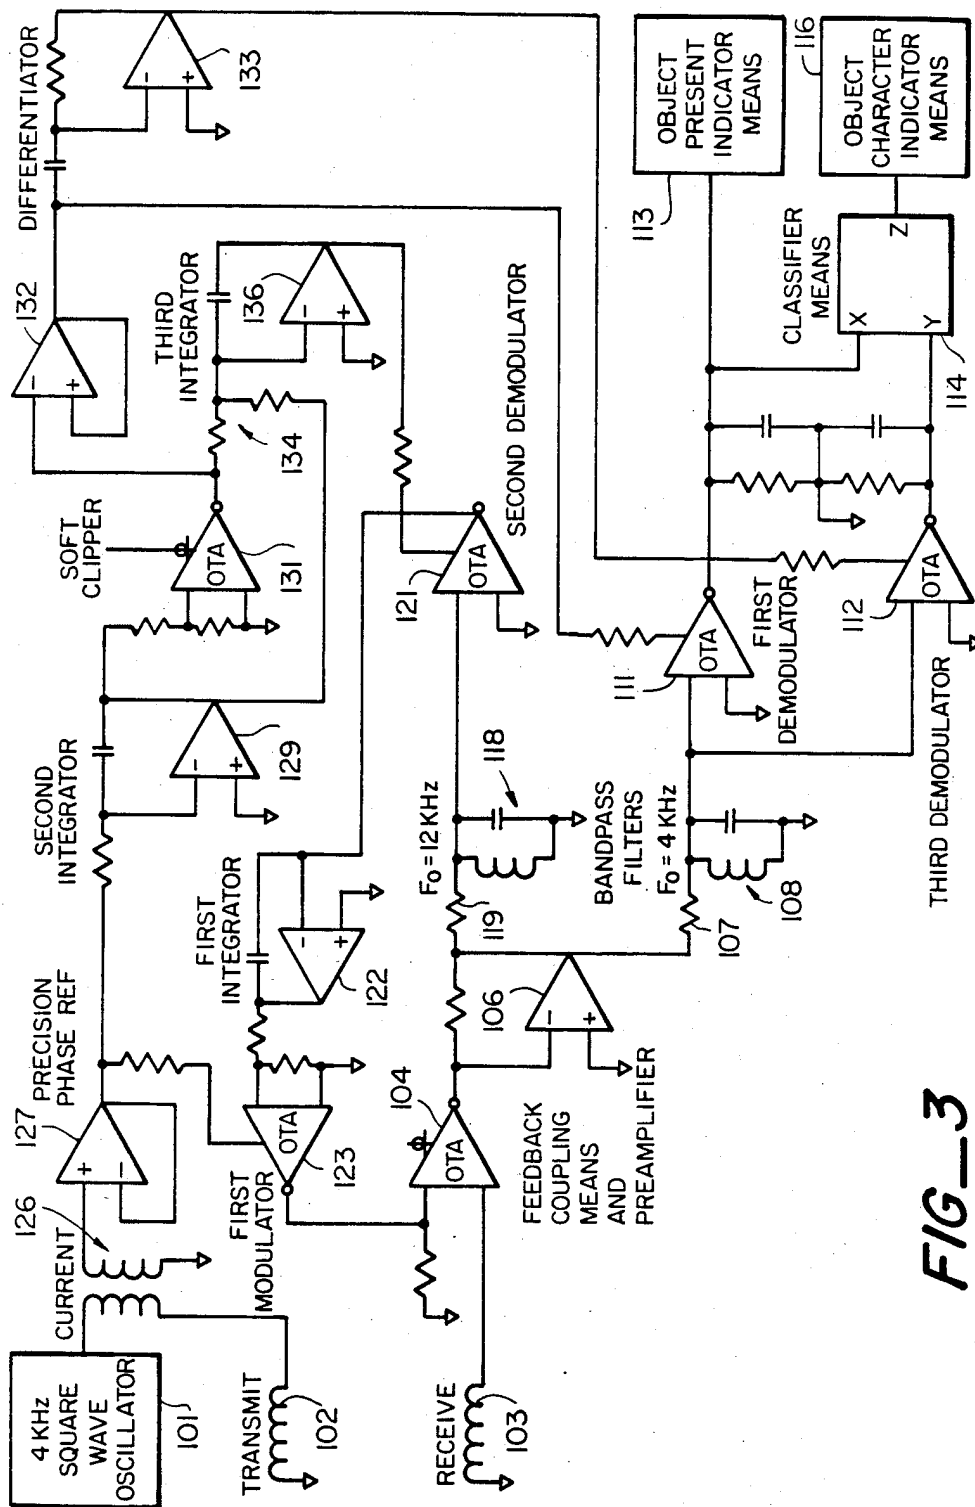 4 KHz
SQUARE
WAVE
OSCILLATOR
101
CURRENT
126
127
PRECISION
PHASE REF
SECOND
INTEGRATOR
-
+
129
SOFT
CLIPPER
OTA
131
132
-
+
DIFFERENTIATOR
-
+
133
THIRD
INTEGRATOR
134
-
+
136
+
-
TRANSMIT
102
FIRST
MODULATOR
OTA
123
FIRST
INTEGRATOR
-
+
122
SECOND DEMODULATOR
OTA
121
RECEIVE
103
OTA
104
FEEDBACK
COUPLING
MEANS
AND
PREAMPLIFIER
-
+
106
119
F₀ = 12 KHz
118
BANDPASS
FILTERS
F₀ = 4 KHz
107
108
OTA
111
FIRST
DEMODULATOR
OTA
112
THIRD DEMODULATOR
CLASSIFIER
MEANS
X
Y
Z
114
OBJECT
PRESENT
INDICATOR
MEANS
113
OBJECT
CHARACTER
INDICATOR
MEANS
116
FIG_3